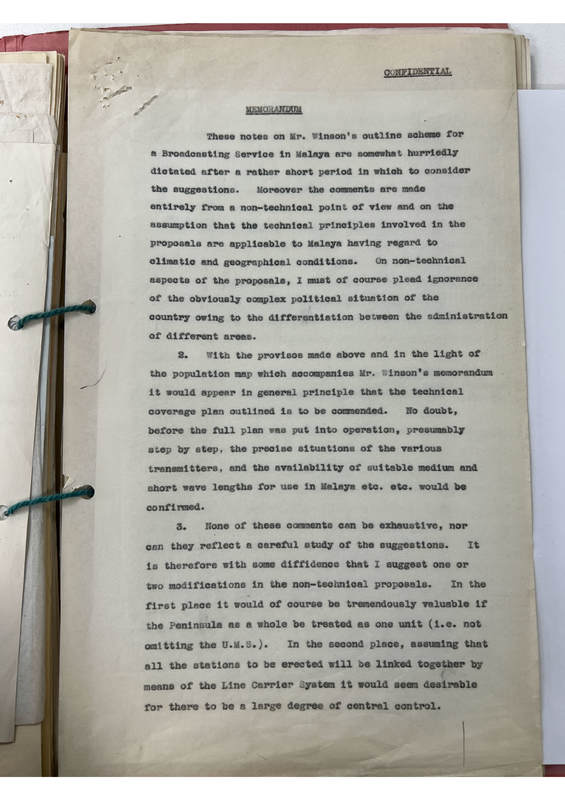 CONFIDENTIAL
MEMORANDUM
These notes on Mr. Winson's outline scheme for
a Broadcasting Service in Malaya are somewhat hurriedly
dictated after a rather short period in which to consider
the suggestions. Moreover the comments are made
entirely from a non-technical point of view and on the
assumption that the technical principles involved in the
proposals are applicable to Malaya having regard to
climatic and geographical conditions. On non-technical
aspects of the proposals, I must of course plead ignorance
of the obviously complex political situation of the
country owing to the differentiation between the administration
of different areas.
2. With the provisos made above and in the light of
the population map which accompanies Mr. Winson's memorandum
it would appear in general principle that the technical
coverage plan outlined is to be commended. No doubt,
before the full plan was put into operation, presumably
step by step, the precise situations of the various
transmitters, and the availability of suitable medium and
short wave lengths for use in Malaya etc. etc. would be
confirmed.
3. None of these comments can be exhaustive, nor
can they reflect a careful study of the suggestions. It
is therefore with some diffidence that I suggest one or
two modifications in the non-technical proposals. In the
first place it would of course be tremendously valuable if
the Peninsula as a whole be treated as one unit (i.e. not
omitting the U.M.S.). In the second place, assuming that
all the stations to be erected will be linked together by
means of the Line Carrier System it would seem desirable
for there to be a large degree of central control.